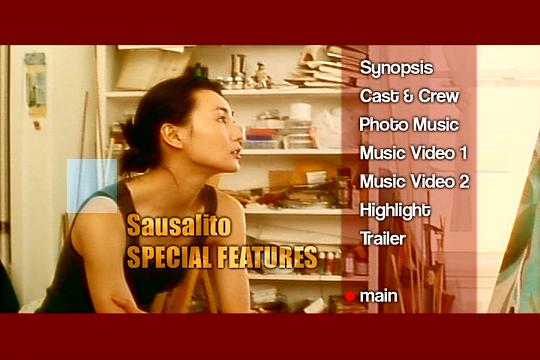 Synopsis
Cast & Crew
Photo Music
Music Video 1
Music Video 2
Highlight
Trailer
Sausalito
SPECIAL FEATURES
main